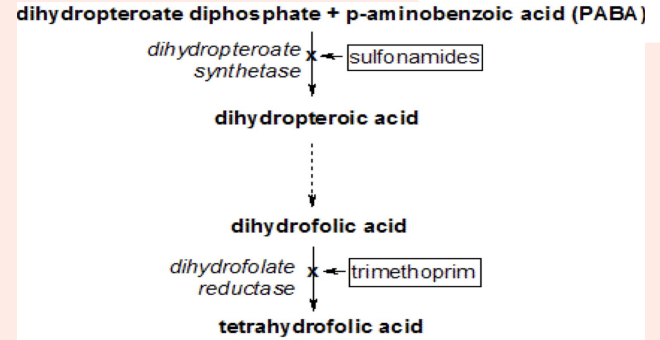 dihydropteroate diphosphate + p-aminobenzoic acid (PABA)
dihydropteroate
synthetase
x
sulfonamides
dihydropteroic acid
dihydrofolic acid
dihydrofolate
reductase
x
trimethoprim
tetrahydrofolic acid